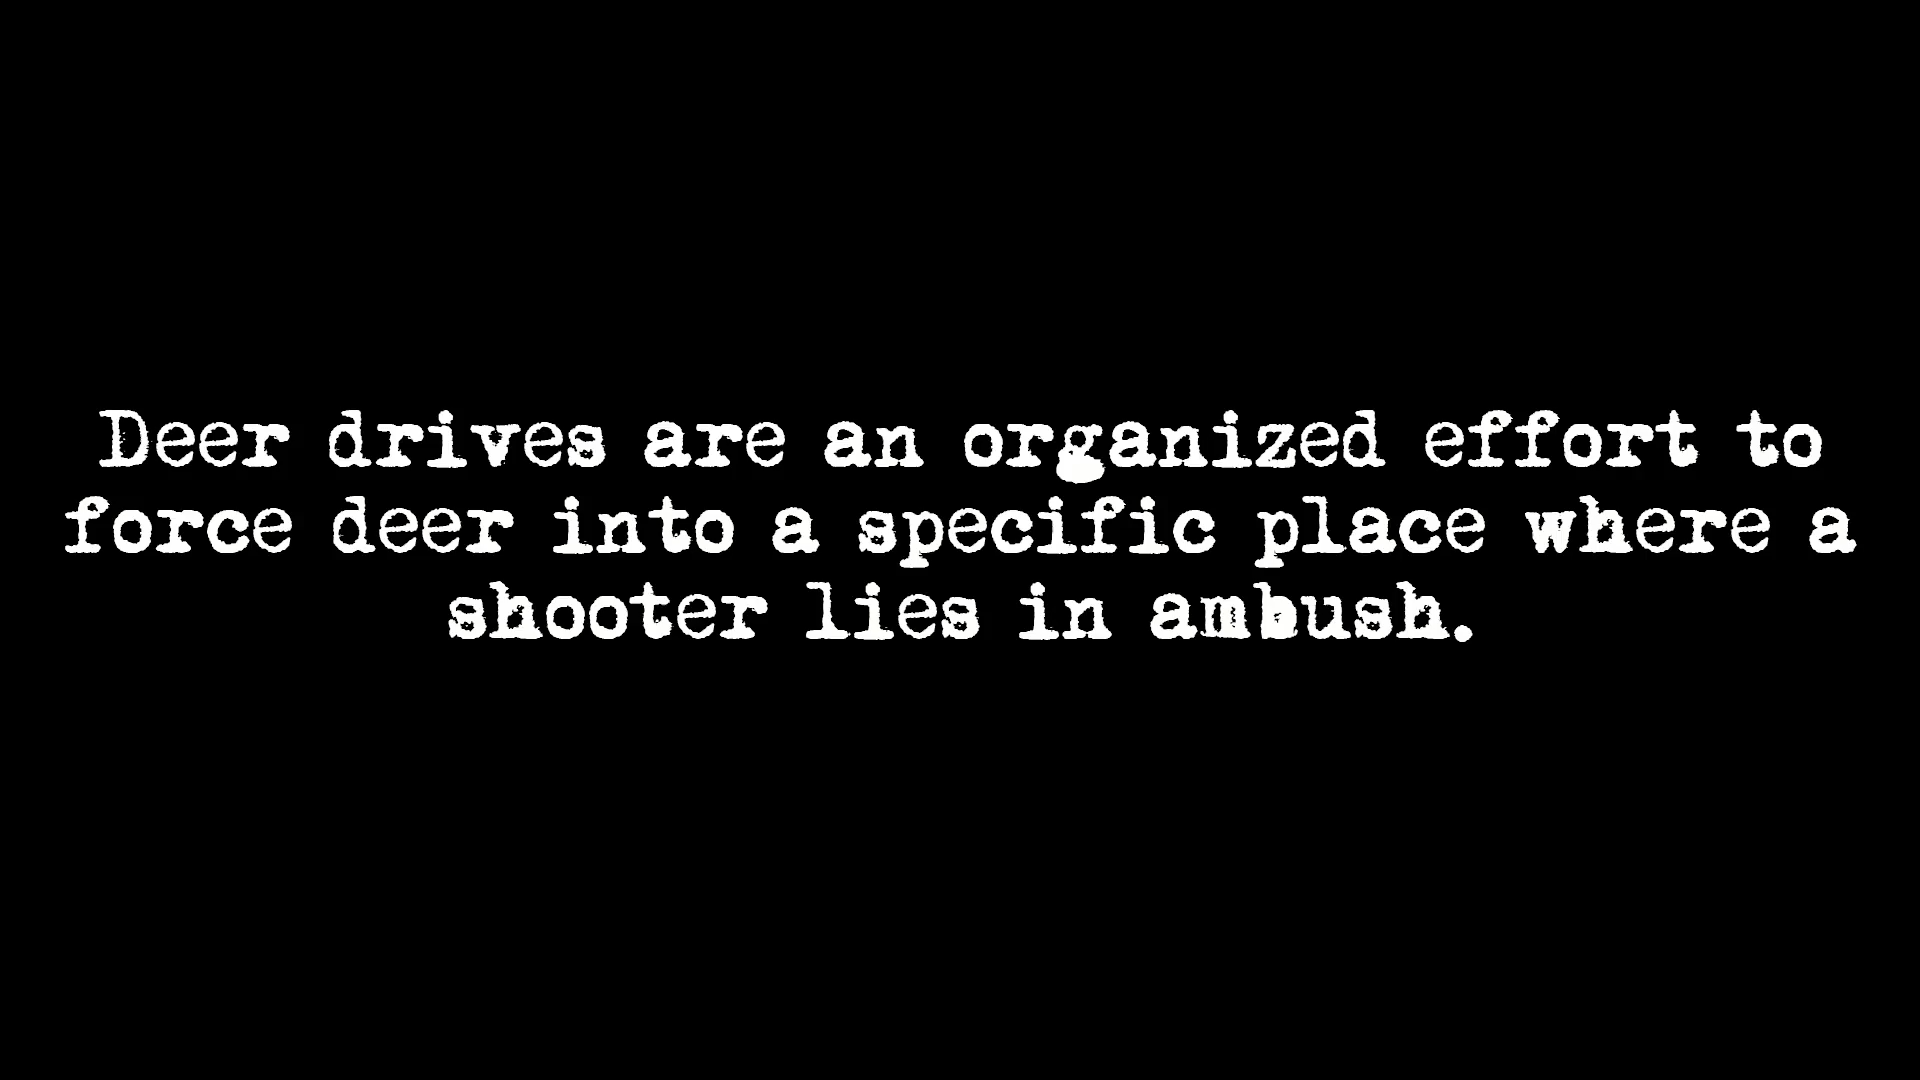 Deer drives are an organized effort to
force deer into a specific place where a
shooter lies in ambush.